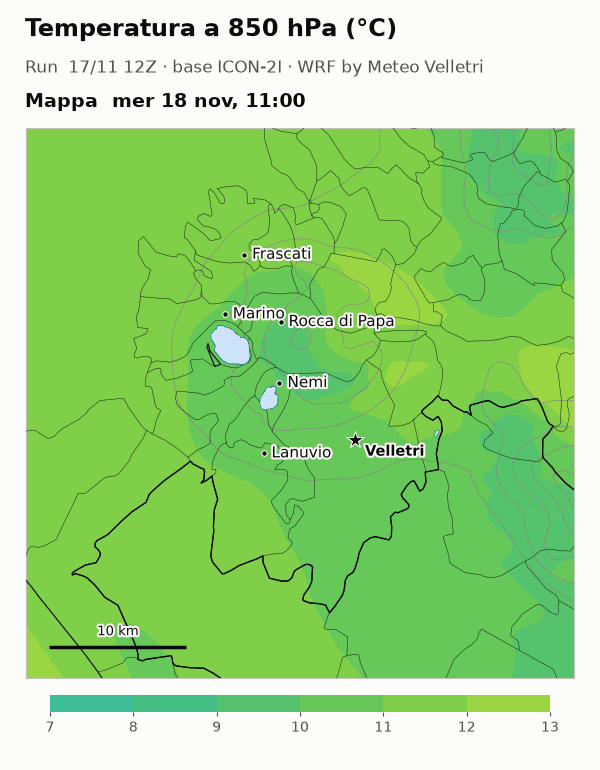 Temperatura a 850 hPa (°C)
Run  17/11 12Z · base ICON-2I · WRF by Meteo Velletri
Mappa  mer 18 nov, 11:00
Frascati
Marino
Rocca di Papa
Nemi
Velletri
Lanuvio
10 km
7 8 9 10 11 12 13